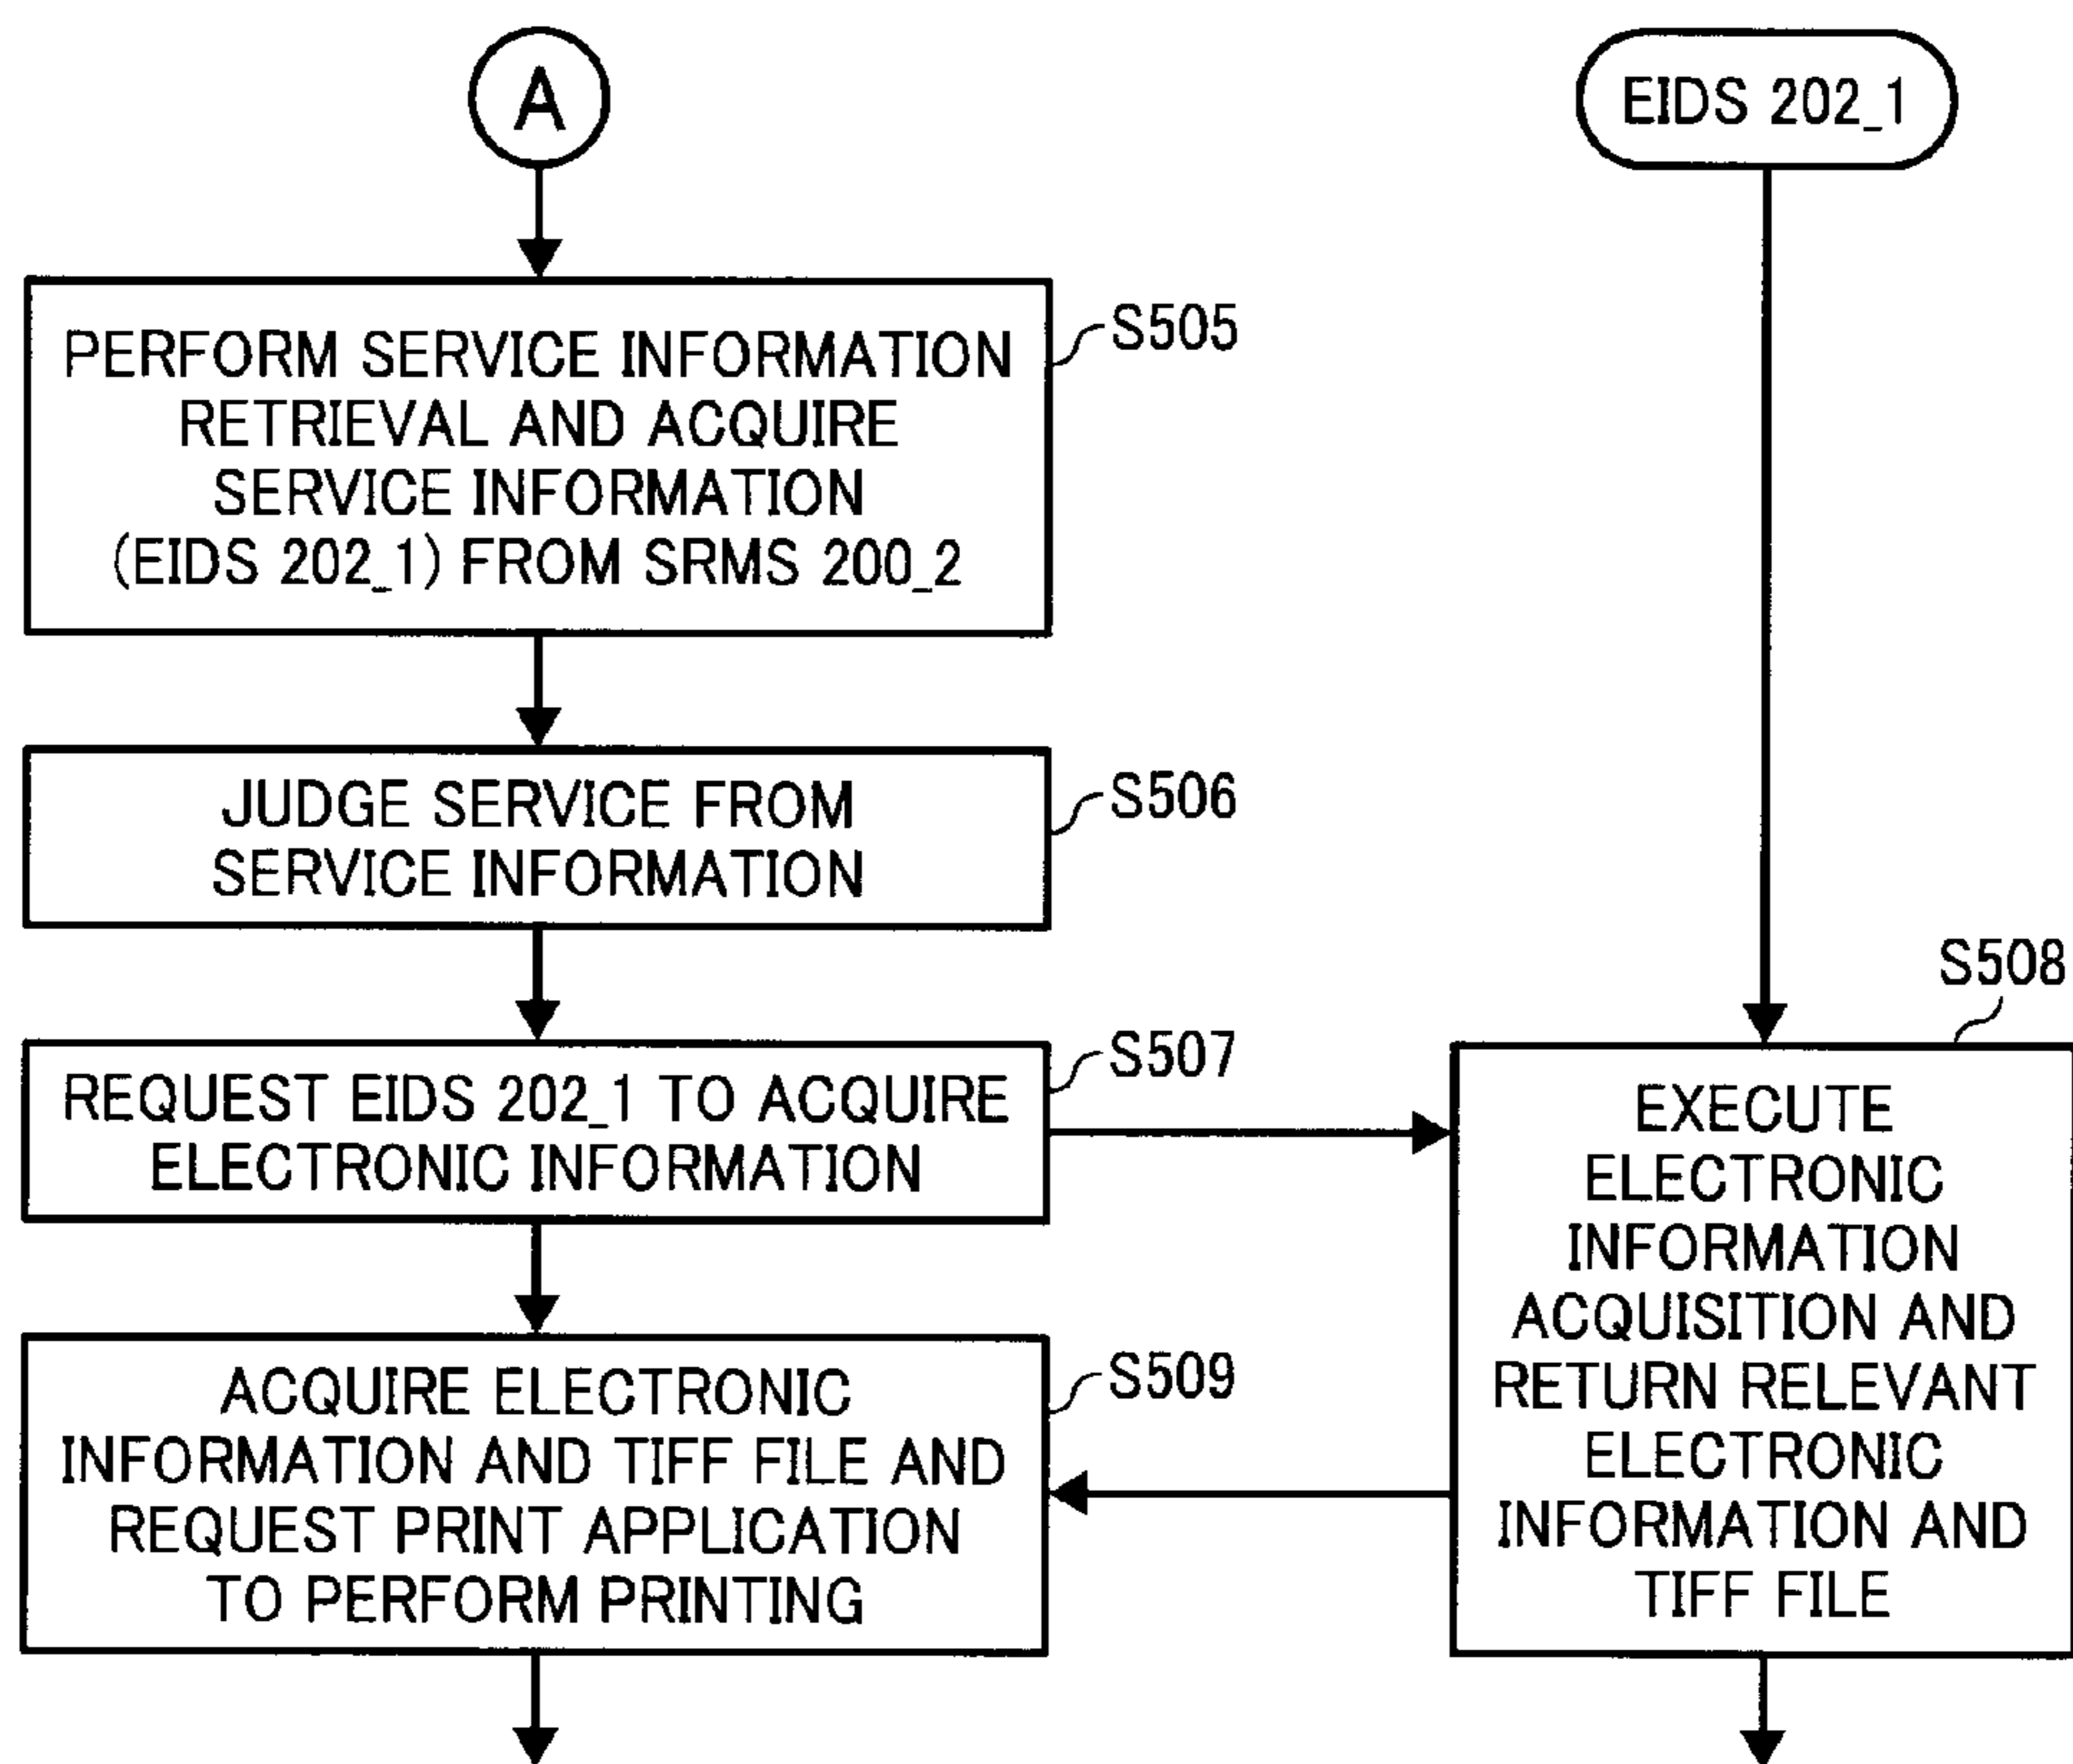 A
EIDS 202_1
PERFORM SERVICE INFORMATION
RETRIEVAL AND ACQUIRE
SERVICE INFORMATION
(EIDS 202_1) FROM SRMS 200_2
S505
JUDGE SERVICE FROM
SERVICE INFORMATION
S506
REQUEST EIDS 202_1 TO ACQUIRE
ELECTRONIC INFORMATION
S507
S508
EXECUTE
ELECTRONIC
INFORMATION
ACQUISITION AND
RETURN RELEVANT
ELECTRONIC
INFORMATION AND
TIFF FILE
ACQUIRE ELECTRONIC
INFORMATION AND TIFF FILE AND
REQUEST PRINT APPLICATION
TO PERFORM PRINTING
S509